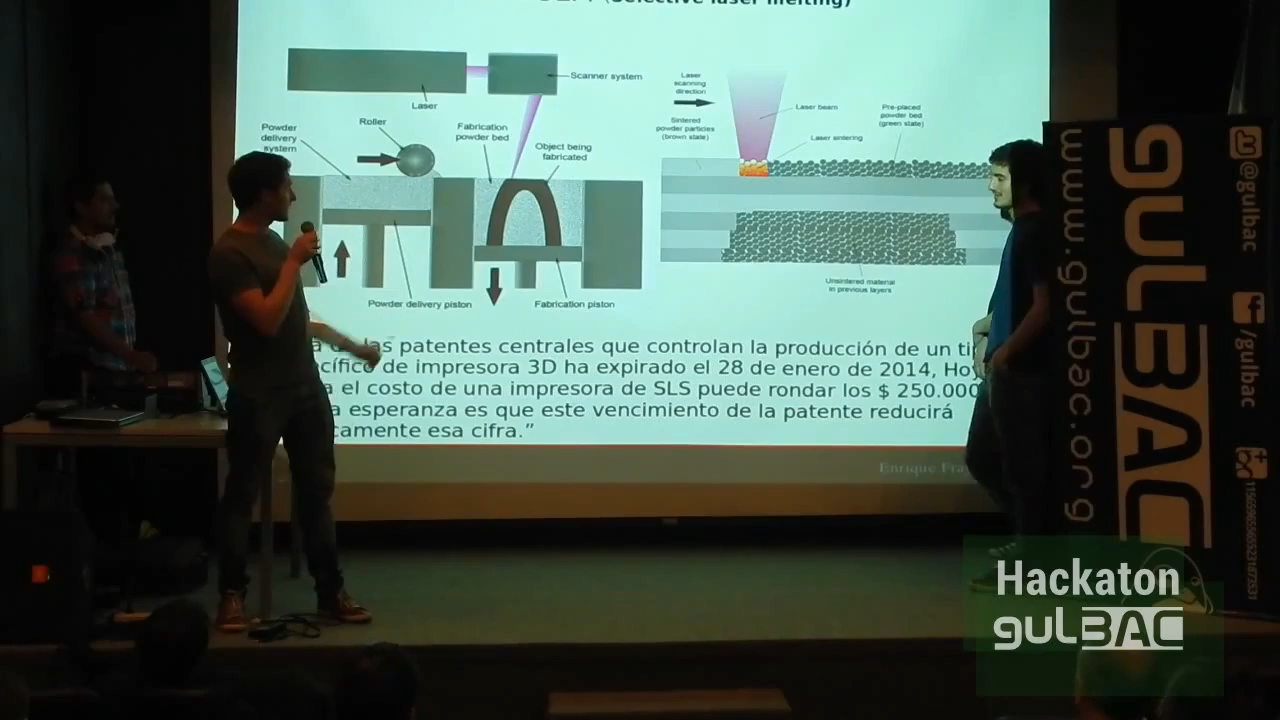 (Selective laser melting)
Scanner system
Laser
Roller
Powder
delivery
system
Fabrication
powder bed
Object being
fabricated
Powder delivery piston
Fabrication piston
Laser
scanning
direction
Sintered
powder particles
(brown state)
Laser beam
Laser sintering
Pre-placed
powder bed
(green state)
Unsintered material
in previous layers
las patentes centrales que controlan la producción de un
de impresora 3D ha expirado el 28 de enero de 2014,
el costo de una impresora de SLS puede rondar los $ 250.000
esperanza es que este vencimiento de la patente reducirá
esa cifra.”
Enrique
www.gulbac.org
gulBAC
@gulbac
/gulbac
Hackaton
gulBAC